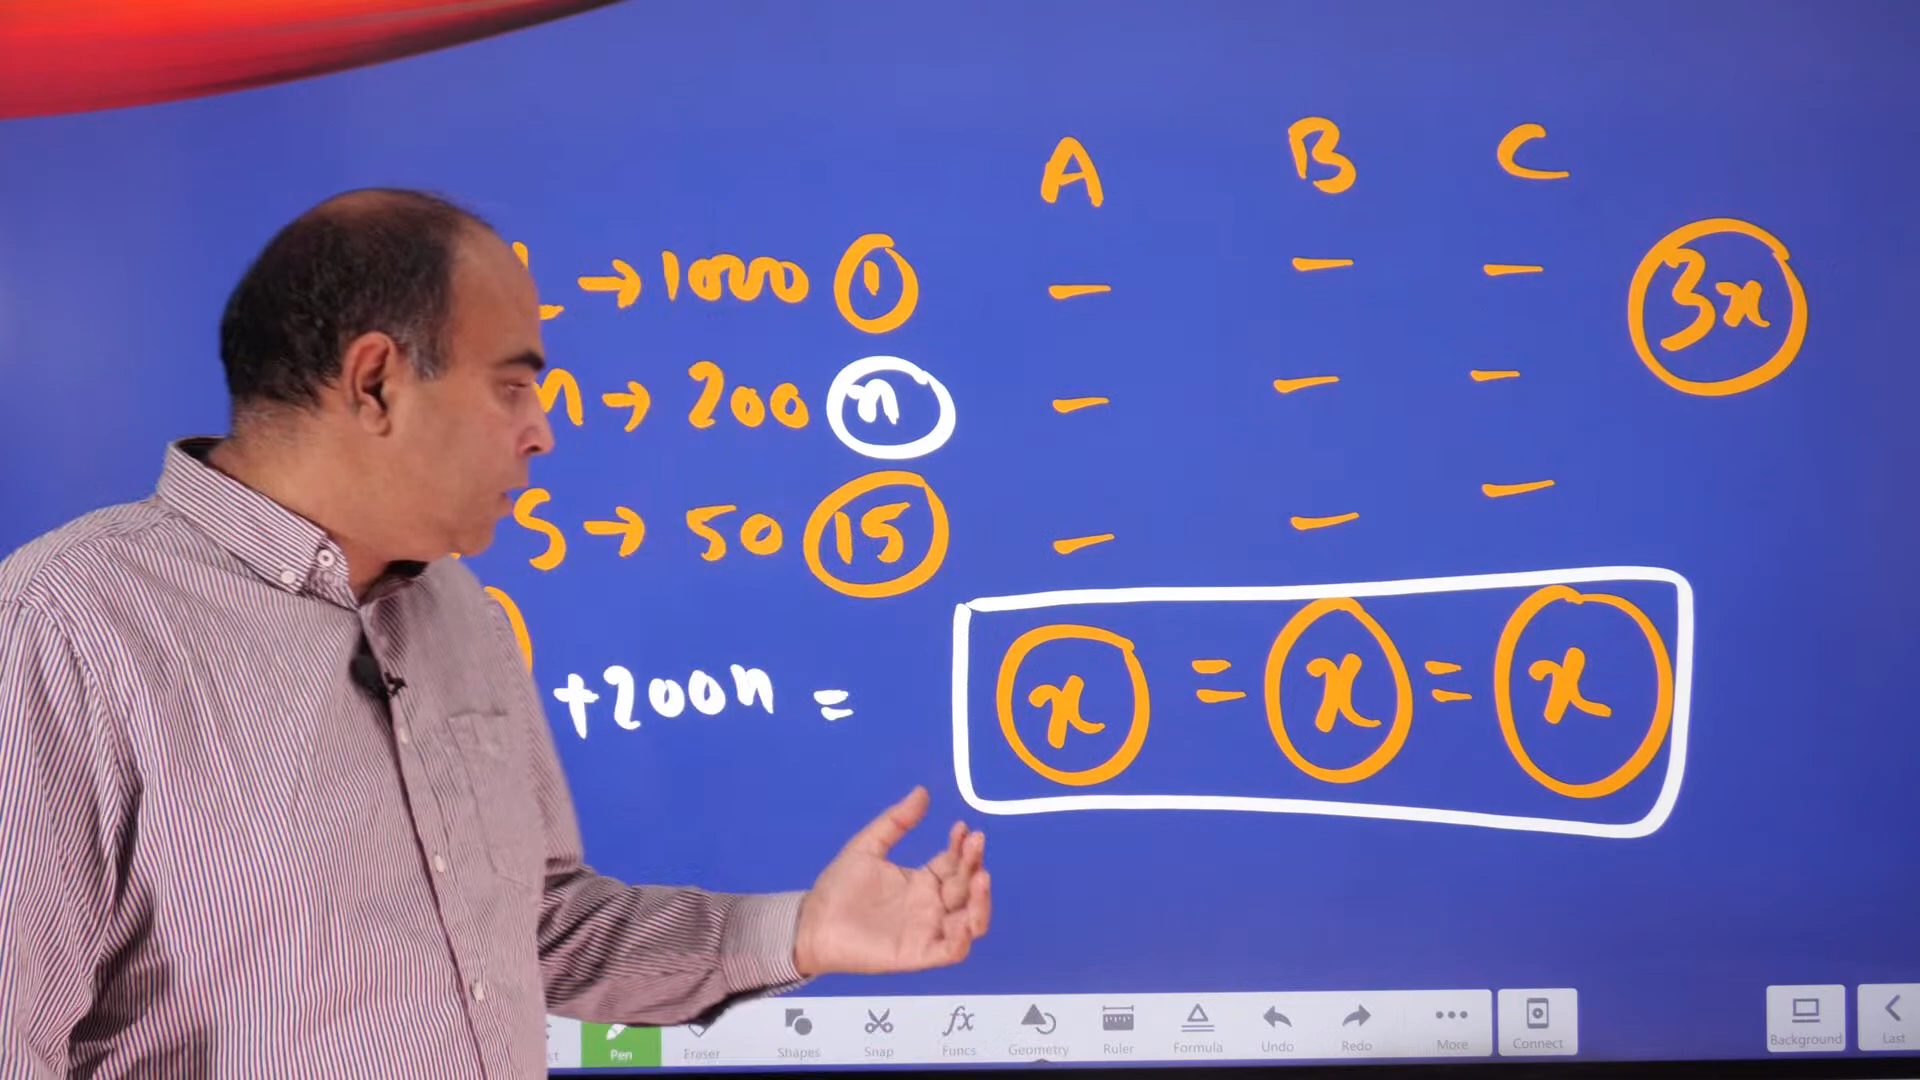 A B C
L → 1000 1 — — — 3x
m → 200 n — — —
S → 50 15 — — —
+200n = x = x = x
Pen Eraser Shapes Snap Funcs Geometry Ruler Formula Undo Redo More Connect Background Last